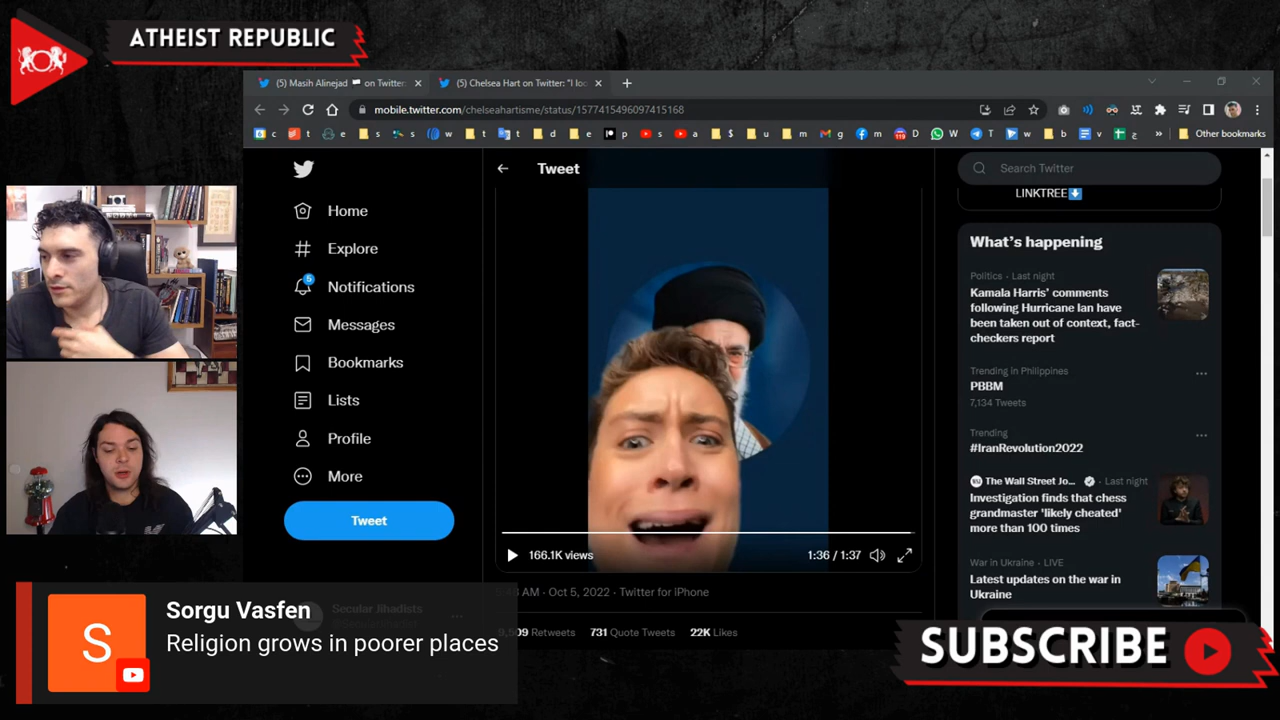 ATHEIST REPUBLIC
(5) Masih Alinejad 🏳 on Twitter:
(5) Chelsea Hart on Twitter: "I loo
mobile.twitter.com/chelseahartisme/status/1577415496097415168
c t e s s w t t d e p s a $ u m g m D W T w b v ج » Other bookmarks
Tweet
Search Twitter
LINKTREE⬇️
Home
Explore
5
Notifications
Messages
Bookmarks
Lists
Profile
More
Tweet
What's happening
Politics · Last night
Kamala Harris' comments
following Hurricane Ian have
been taken out of context, fact-
checkers report
Trending in Philippines
PBBM
7,134 Tweets
Trending
#IranRevolution2022
The Wall Street Jo... · Last night
Investigation finds that chess
grandmaster 'likely cheated'
more than 100 times
War in Ukraine · LIVE
Latest updates on the war in
Ukraine
166.1K views
1:36 / 1:37
AM · Oct 5, 2022 · Twitter for iPhone
Retweets 731 Quote Tweets 22K Likes
Secular Jihadists
S
Sorgu Vasfen
Religion grows in poorer places
SUBSCRIBE